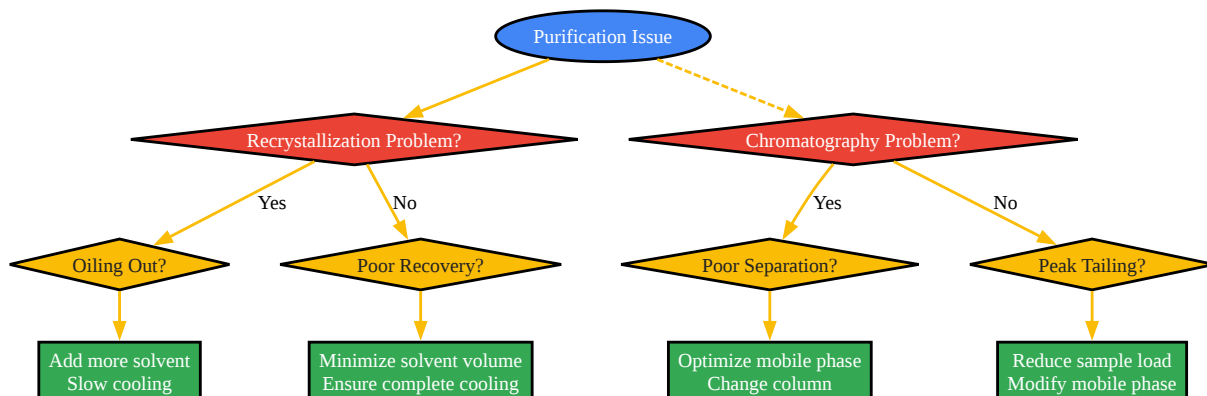 Purification Issue
Recrystallization Problem?
Chromatography Problem?
Yes
No
Yes
No
Oiling Out?
Poor Recovery?
Poor Separation?
Peak Tailing?
Add more solvent
Slow cooling
Minimize solvent volume
Ensure complete cooling
Optimize mobile phase
Change column
Reduce sample load
Modify mobile phase